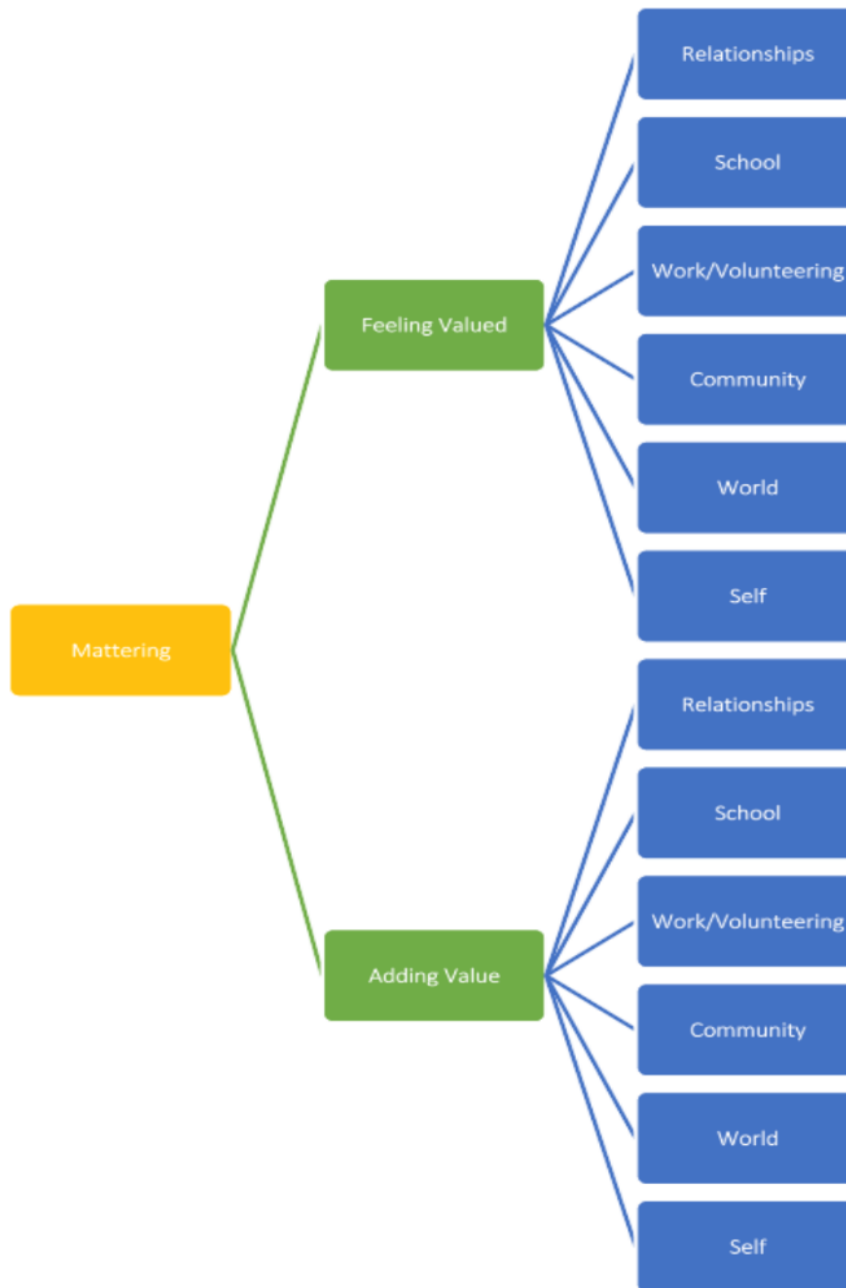 Mattering
Feeling Valued
Relationships
School
Work/Volunteering
Community
World
Self
Adding Value
Relationships
School
Work/Volunteering
Community
World
Self